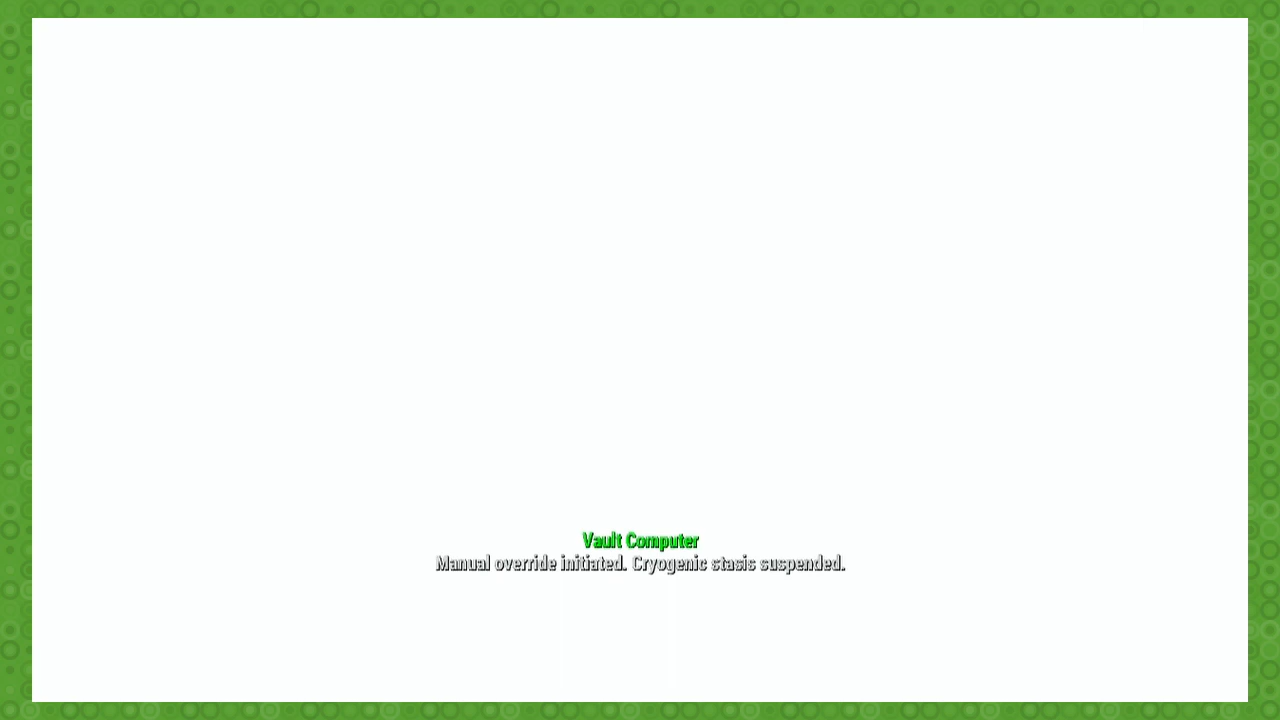 Vault Computer
Manual override initiated. Cryogenic stasis suspended.